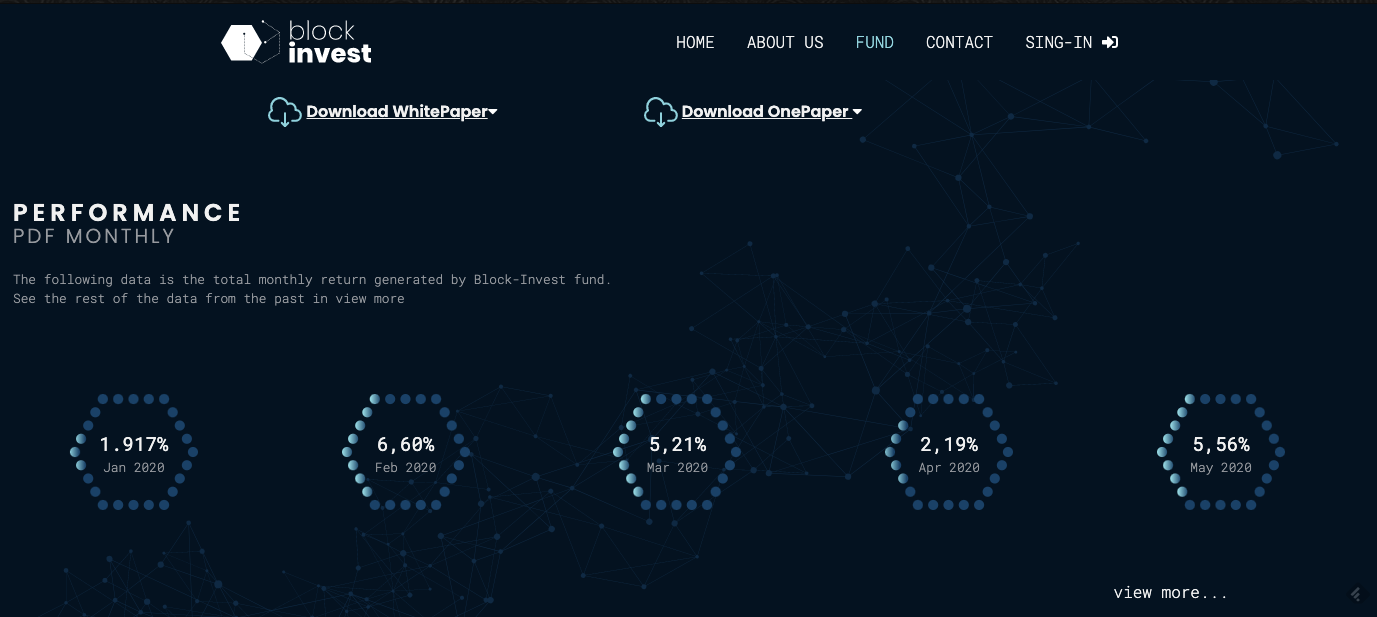 block
invest
HOME ABOUT US FUND CONTACT SING-IN
Download WhitePaper
Download OnePaper
PERFORMANCE
PDF MONTHLY
The following data is the total monthly return generated by Block-Invest fund.
See the rest of the data from the past in view more
1.917%
Jan 2020
6,60%
Feb 2020
5,21%
Mar 2020
2,19%
Apr 2020
5,56%
May 2020
view more...